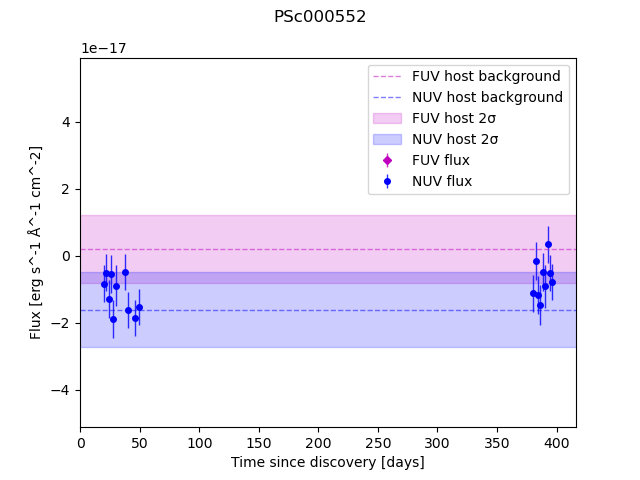 PSc000552
1e−17
FUV host background
NUV host background
FUV host 2σ
NUV host 2σ
FUV flux
NUV flux
4
2
0
−2
−4
Flux [erg s^-1 Å^-1 cm^-2]
0 50 100 150 200 250 300 350 400
Time since discovery [days]